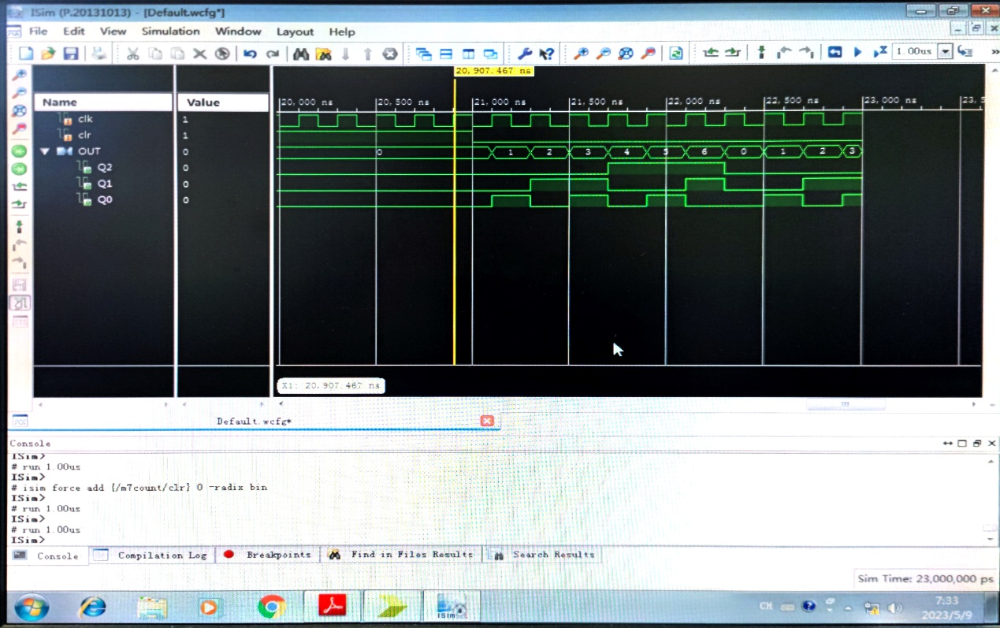 ISim (P.20131013) - [Default.wcfg*]
File Edit View Simulation Window Layout Help
1.00us
»
20,907.467 ns
Name Value
20,000 ns 20,500 ns 21,000 ns 21,500 ns 22,000 ns 22,500 ns 23,000 ns 23,5
clk 1
clr 1
OUT 0 0 1 2 3 4 5 6 0 1 2 3
Q2 0
Q1 0
Q0 0
X1: 20,907.467 ns
Default.wcfg*
Console
ISim>
# run 1.00us
ISim>
# isim force add {/m7count/clr} 0 -radix bin
ISim>
# run 1.00us
ISim>
# run 1.00us
ISim>
Console Compilation Log Breakpoints Find in Files Results Search Results
Sim Time: 23,000,000 ps
ISim
CH
7:33
2023/5/9